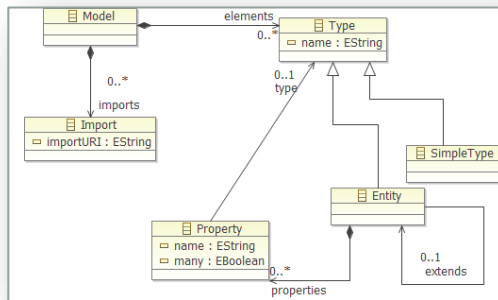 Model
elements
0..*
Type
name : EString
0..*
imports
0..1
type
Import
importURI : EString
SimpleType
Entity
Property
name : EString
many : EBoolean
0..*
properties
0..1
extends